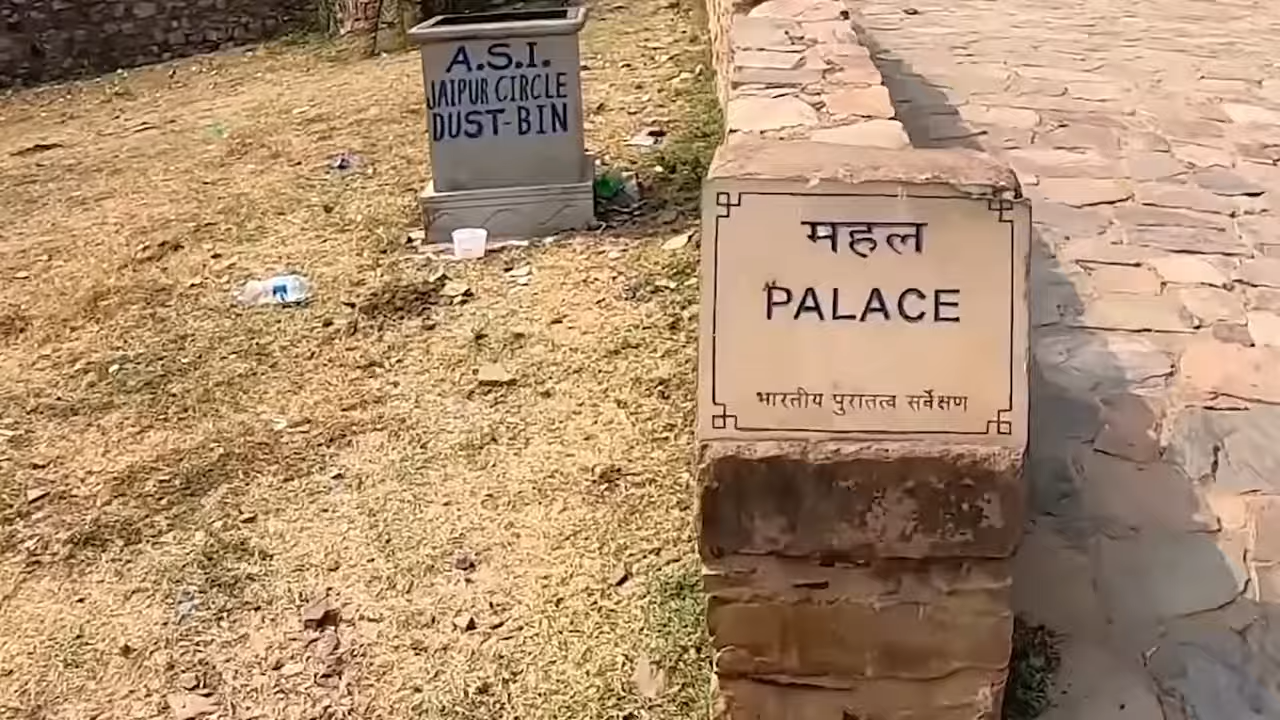 A.S.I.
JAIPUR CIRCLE
DUST-BIN
महल
PALACE
भारतीय पुरातत्व सर्वेक्षण